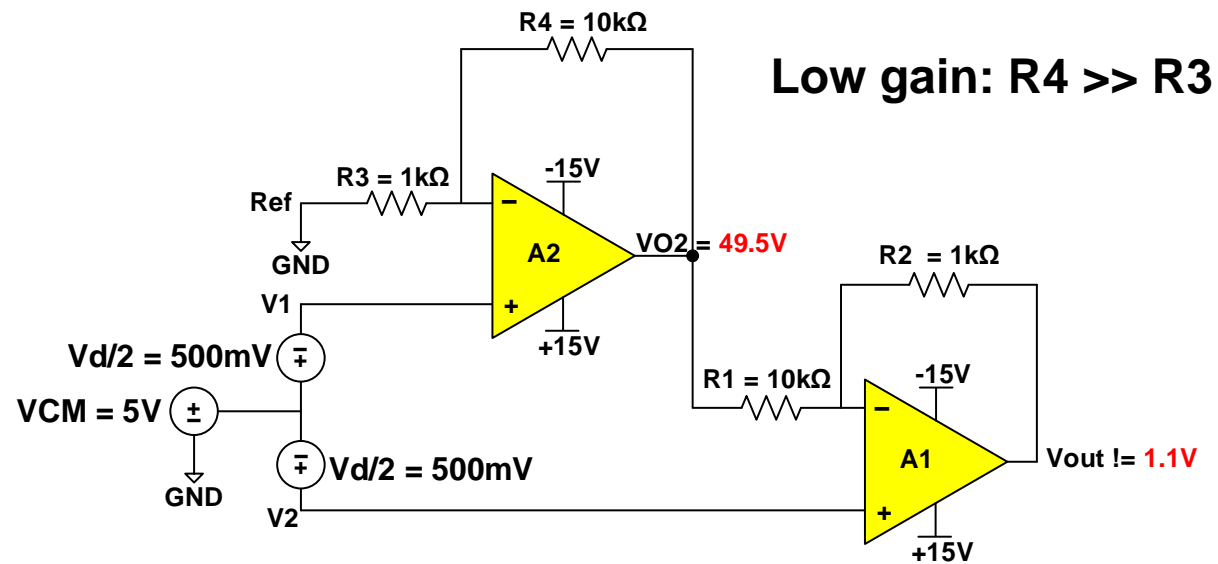 R4 = 10kΩ
Low gain: R4 >> R3
R3 = 1kΩ
-15V
Ref
−
A2
VO2 = 49.5V
GND
R2 = 1kΩ
V1
+
+15V
Vd/2 = 500mV
− +
R1 = 10kΩ
-15V
VCM = 5V
+ −
−
− +
Vd/2 = 500mV
A1
Vout != 1.1V
GND
V2
+
+15V